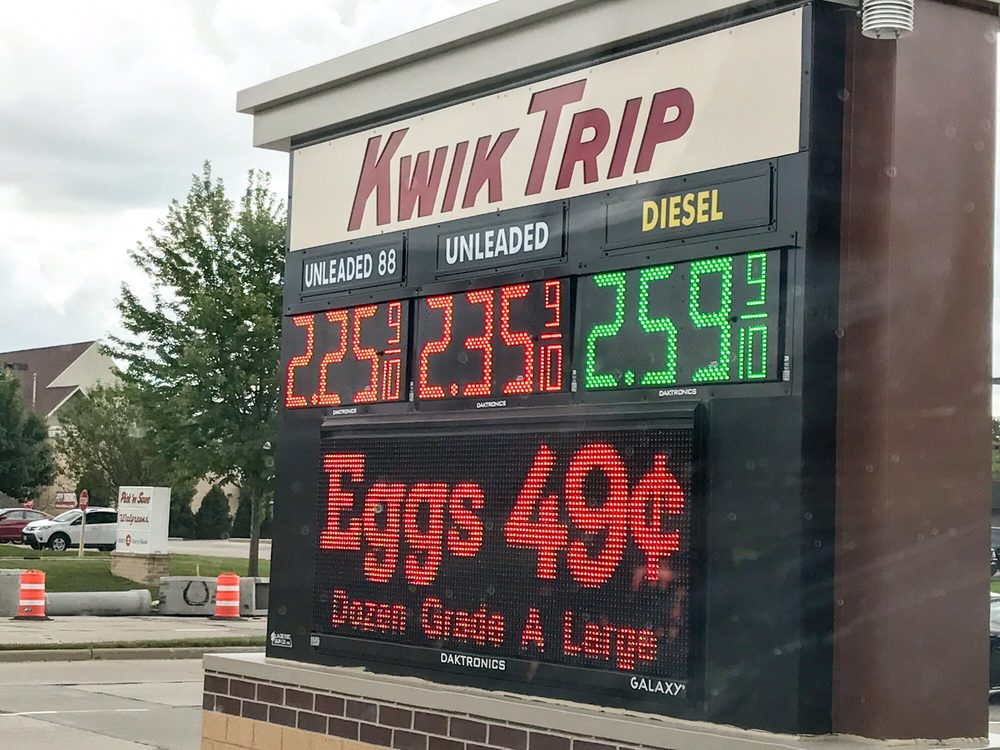 KWIK TRIP
UNLEADED 88
UNLEADED
DIESEL
2.25 9/10
2.35 9/10
2.59 9/10
DAKTRONICS
DAKTRONICS
DAKTRONICS
Eggs 49¢
Dozen Grade A Large
DAKTRONICS
GALAXY
Pick 'n Save
Walgreens